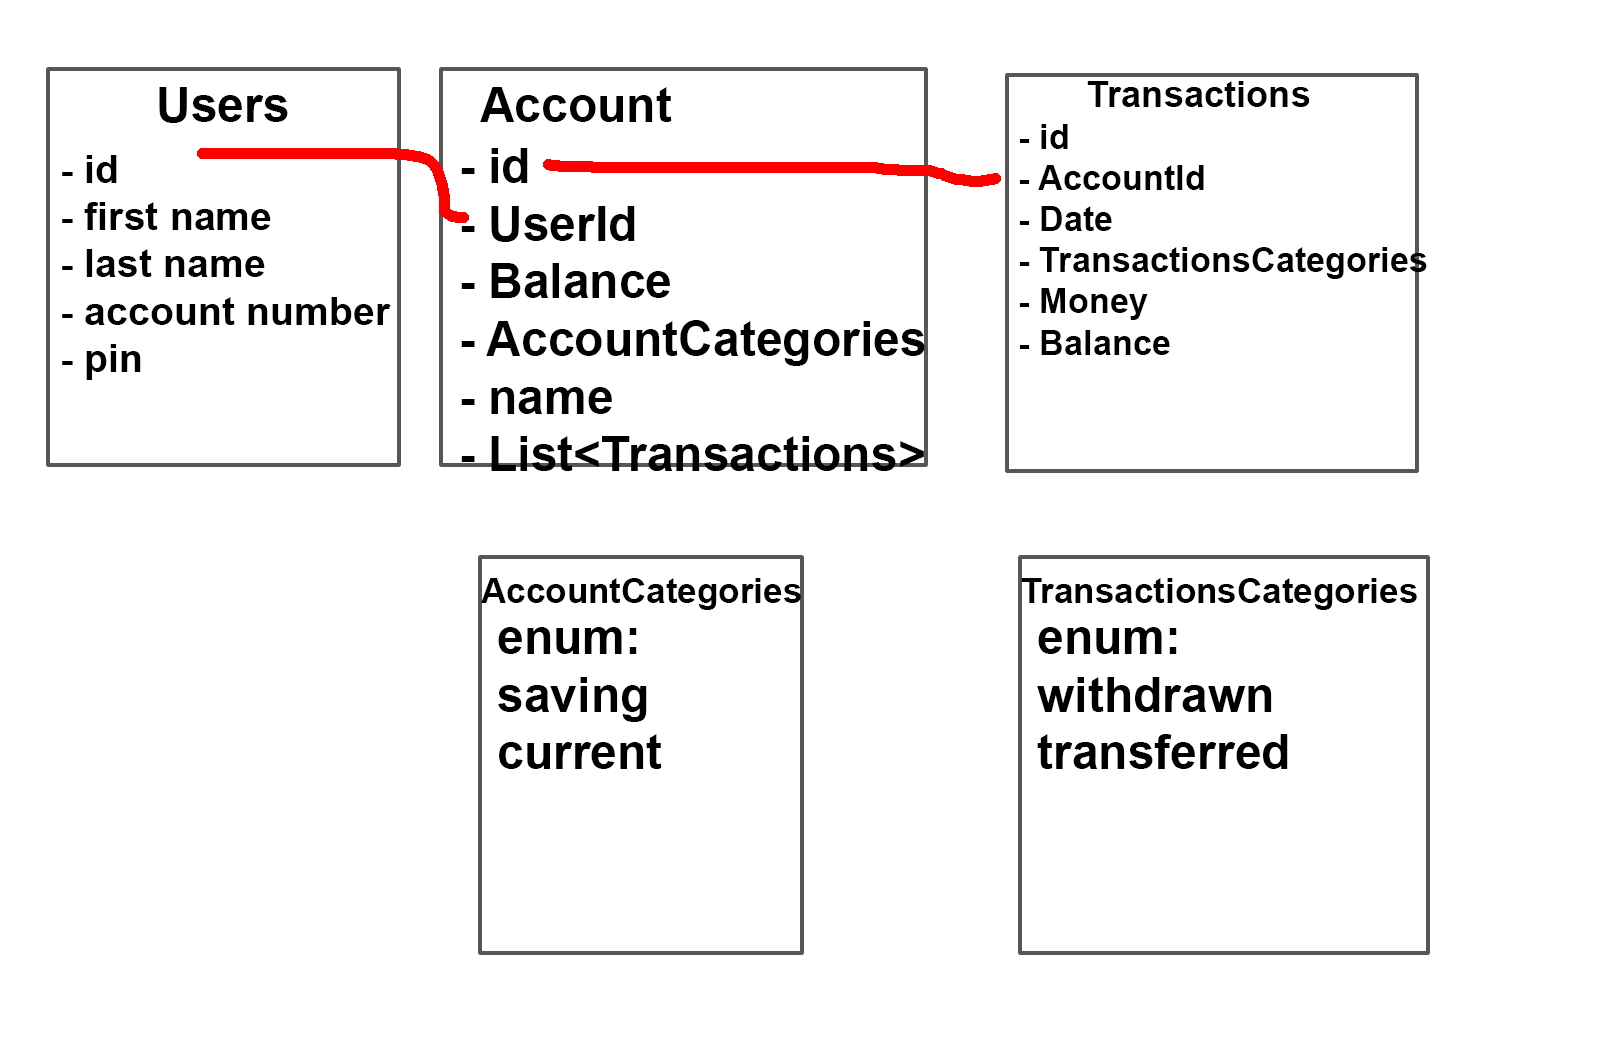 Users
- id
- first name
- last name
- account number
- pin
Account
- id
- UserId
- Balance
- AccountCategories
- name
- List<Transactions>
Transactions
- id
- AccountId
- Date
- TransactionsCategories
- Money
- Balance
AccountCategories
enum:
saving
current
TransactionsCategories
enum:
withdrawn
transferred